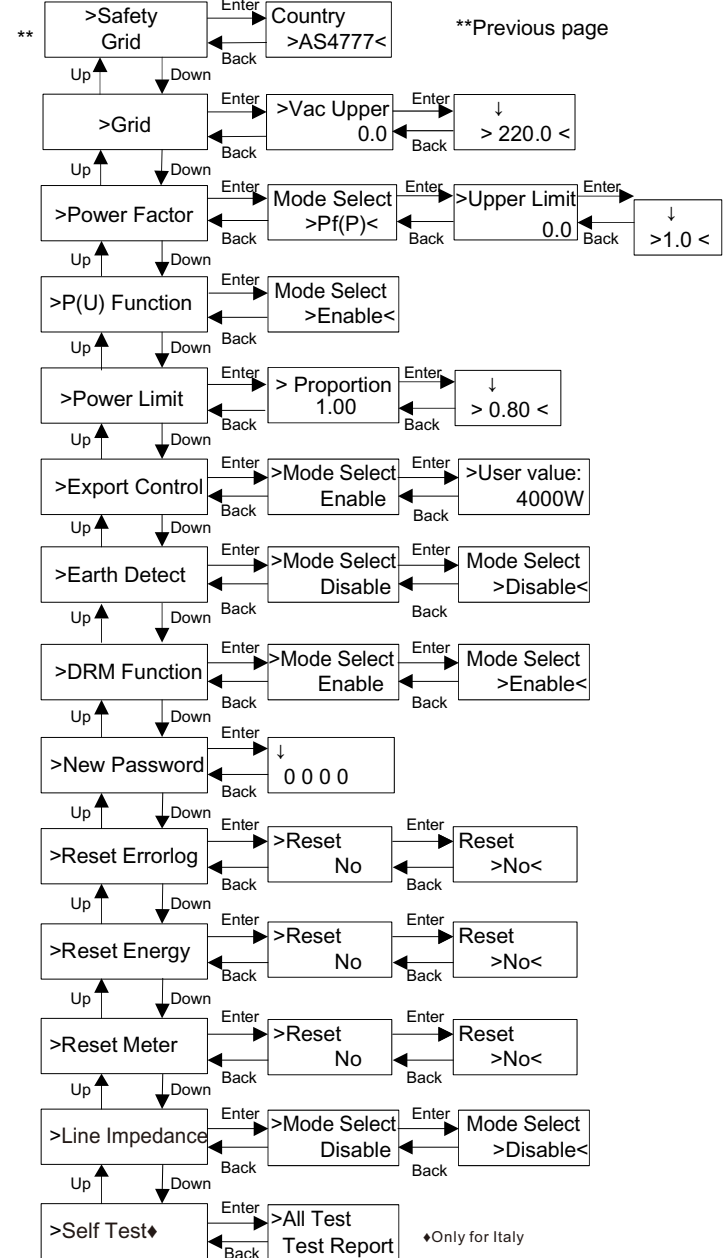 **
>Safety
Grid
Enter
Back
Country
>AS4777<
**Previous page
Up
Down
>Grid
Enter
Back
>Vac Upper
0.0
Enter
Back
↓
> 220.0 <
Up
Down
>Power Factor
Enter
Back
Mode Select
>Pf(P)<
Enter
Back
>Upper Limit
0.0
Enter
Back
↓
>1.0 <
Up
Down
>P(U) Function
Enter
Back
Mode Select
>Enable<
Up
Down
>Power Limit
Enter
Back
> Proportion
1.00
Enter
Back
↓
> 0.80 <
Up
Down
>Export Control
Enter
Back
>Mode Select
Enable
Enter
Back
>User value:
4000W
Up
Down
>Earth Detect
Enter
Back
>Mode Select
Disable
Enter
Back
Mode Select
>Disable<
Up
Down
>DRM Function
Enter
Back
>Mode Select
Enable
Enter
Back
Mode Select
>Enable<
Up
Down
>New Password
Enter
Back
↓
0 0 0 0
Up
Down
>Reset Errorlog
Enter
Back
>Reset
No
Enter
Back
Reset
>No<
Up
Down
>Reset Energy
Enter
Back
>Reset
No
Enter
Back
Reset
>No<
Up
Down
>Reset Meter
Enter
Back
>Reset
No
Enter
Back
Reset
>No<
Up
Down
>Line Impedance
Enter
Back
>Mode Select
Disable
Enter
Back
Mode Select
>Disable<
Up
Down
>Self Test♦
Enter
Back
>All Test
Test Report
♦Only for Italy